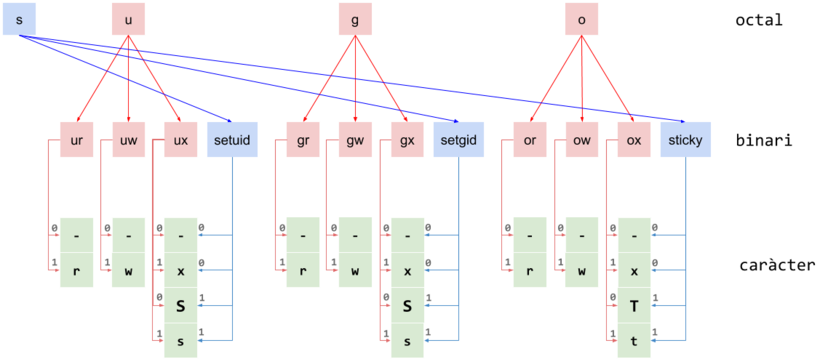 s u g o octal
ur uw ux setuid gr gw gx setgid or ow ox sticky binari
0 - - 0 - 0 0 - 0 - 0 - 0 0 - 0 - 0 - 0
1 r 1 w 1 x 0 1 r 1 w 1 x 0 1 r 1 w 1 x 0 caràcter
0 S 1 0 S 1 0 T 1
1 s 1 1 s 1 1 t 1